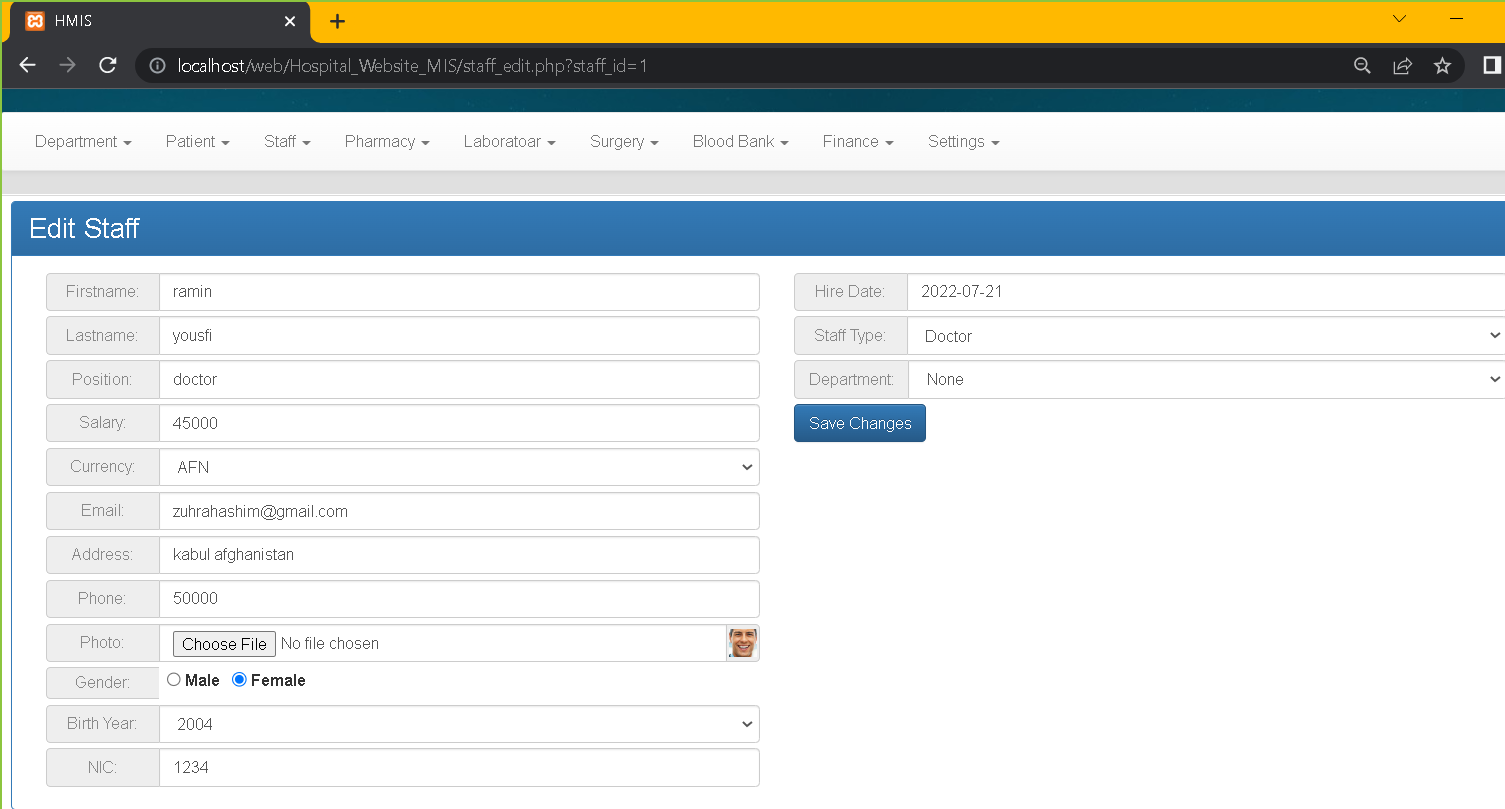 HMIS
localhost/web/Hospital_Website_MIS/staff_edit.php?staff_id=1
Department Patient Staff Pharmacy Laboratoar Surgery Blood Bank Finance Settings
Edit Staff
Firstname: ramin
Lastname: yousfi
Position: doctor
Salary: 45000
Currency: AFN
Email: zuhrahashim@gmail.com
Address: kabul afghanistan
Phone: 50000
Photo: Choose File No file chosen
Gender: Male Female
Birth Year: 2004
NIC: 1234
Hire Date: 2022-07-21
Staff Type: Doctor
Department: None
Save Changes